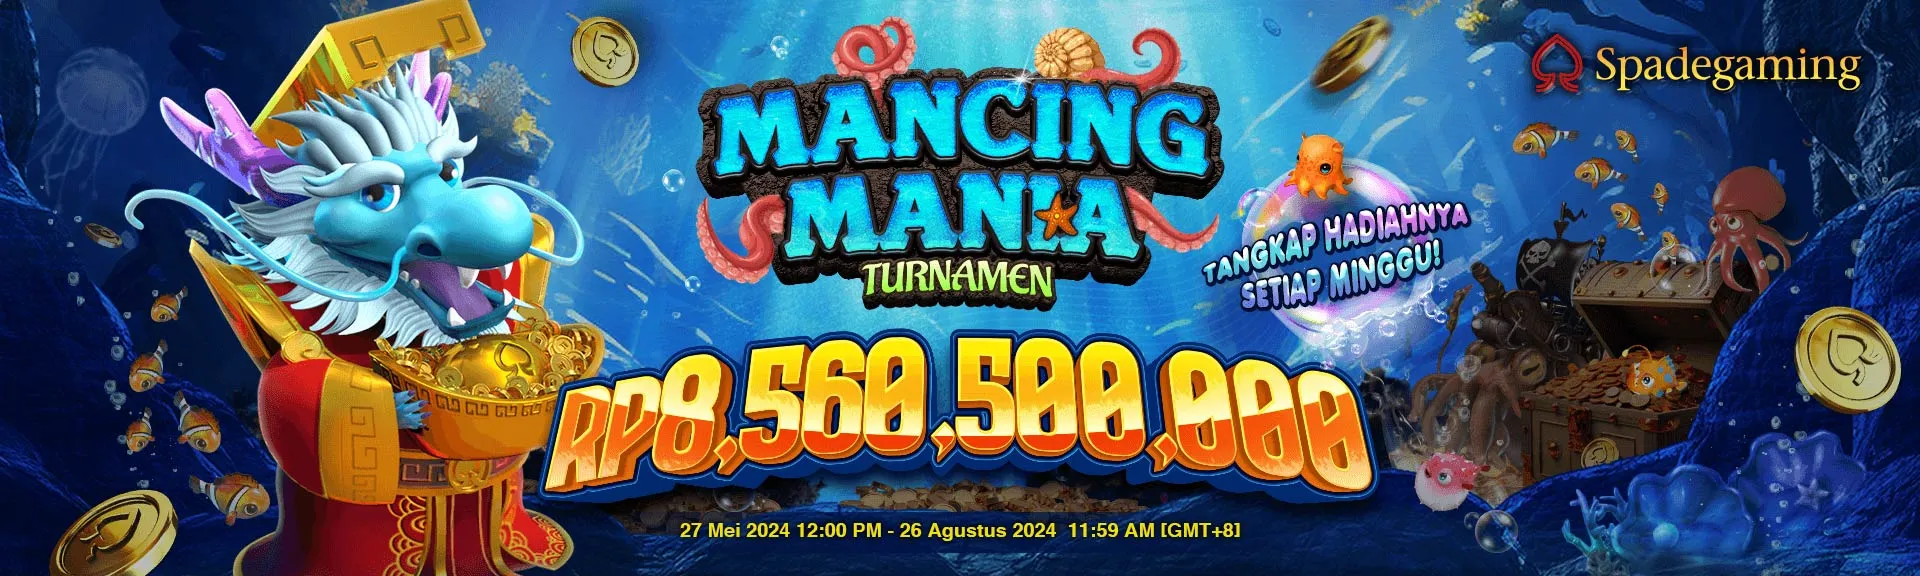 Spadegaming
MANCING
MANIA
TURNAMEN
TANGKAP HADIAHNYA
SETIAP MINGGU!
RP8,560,500,000
27 Mei 2024 12:00 PM - 26 Agustus 2024 11:59 AM [GMT+8]